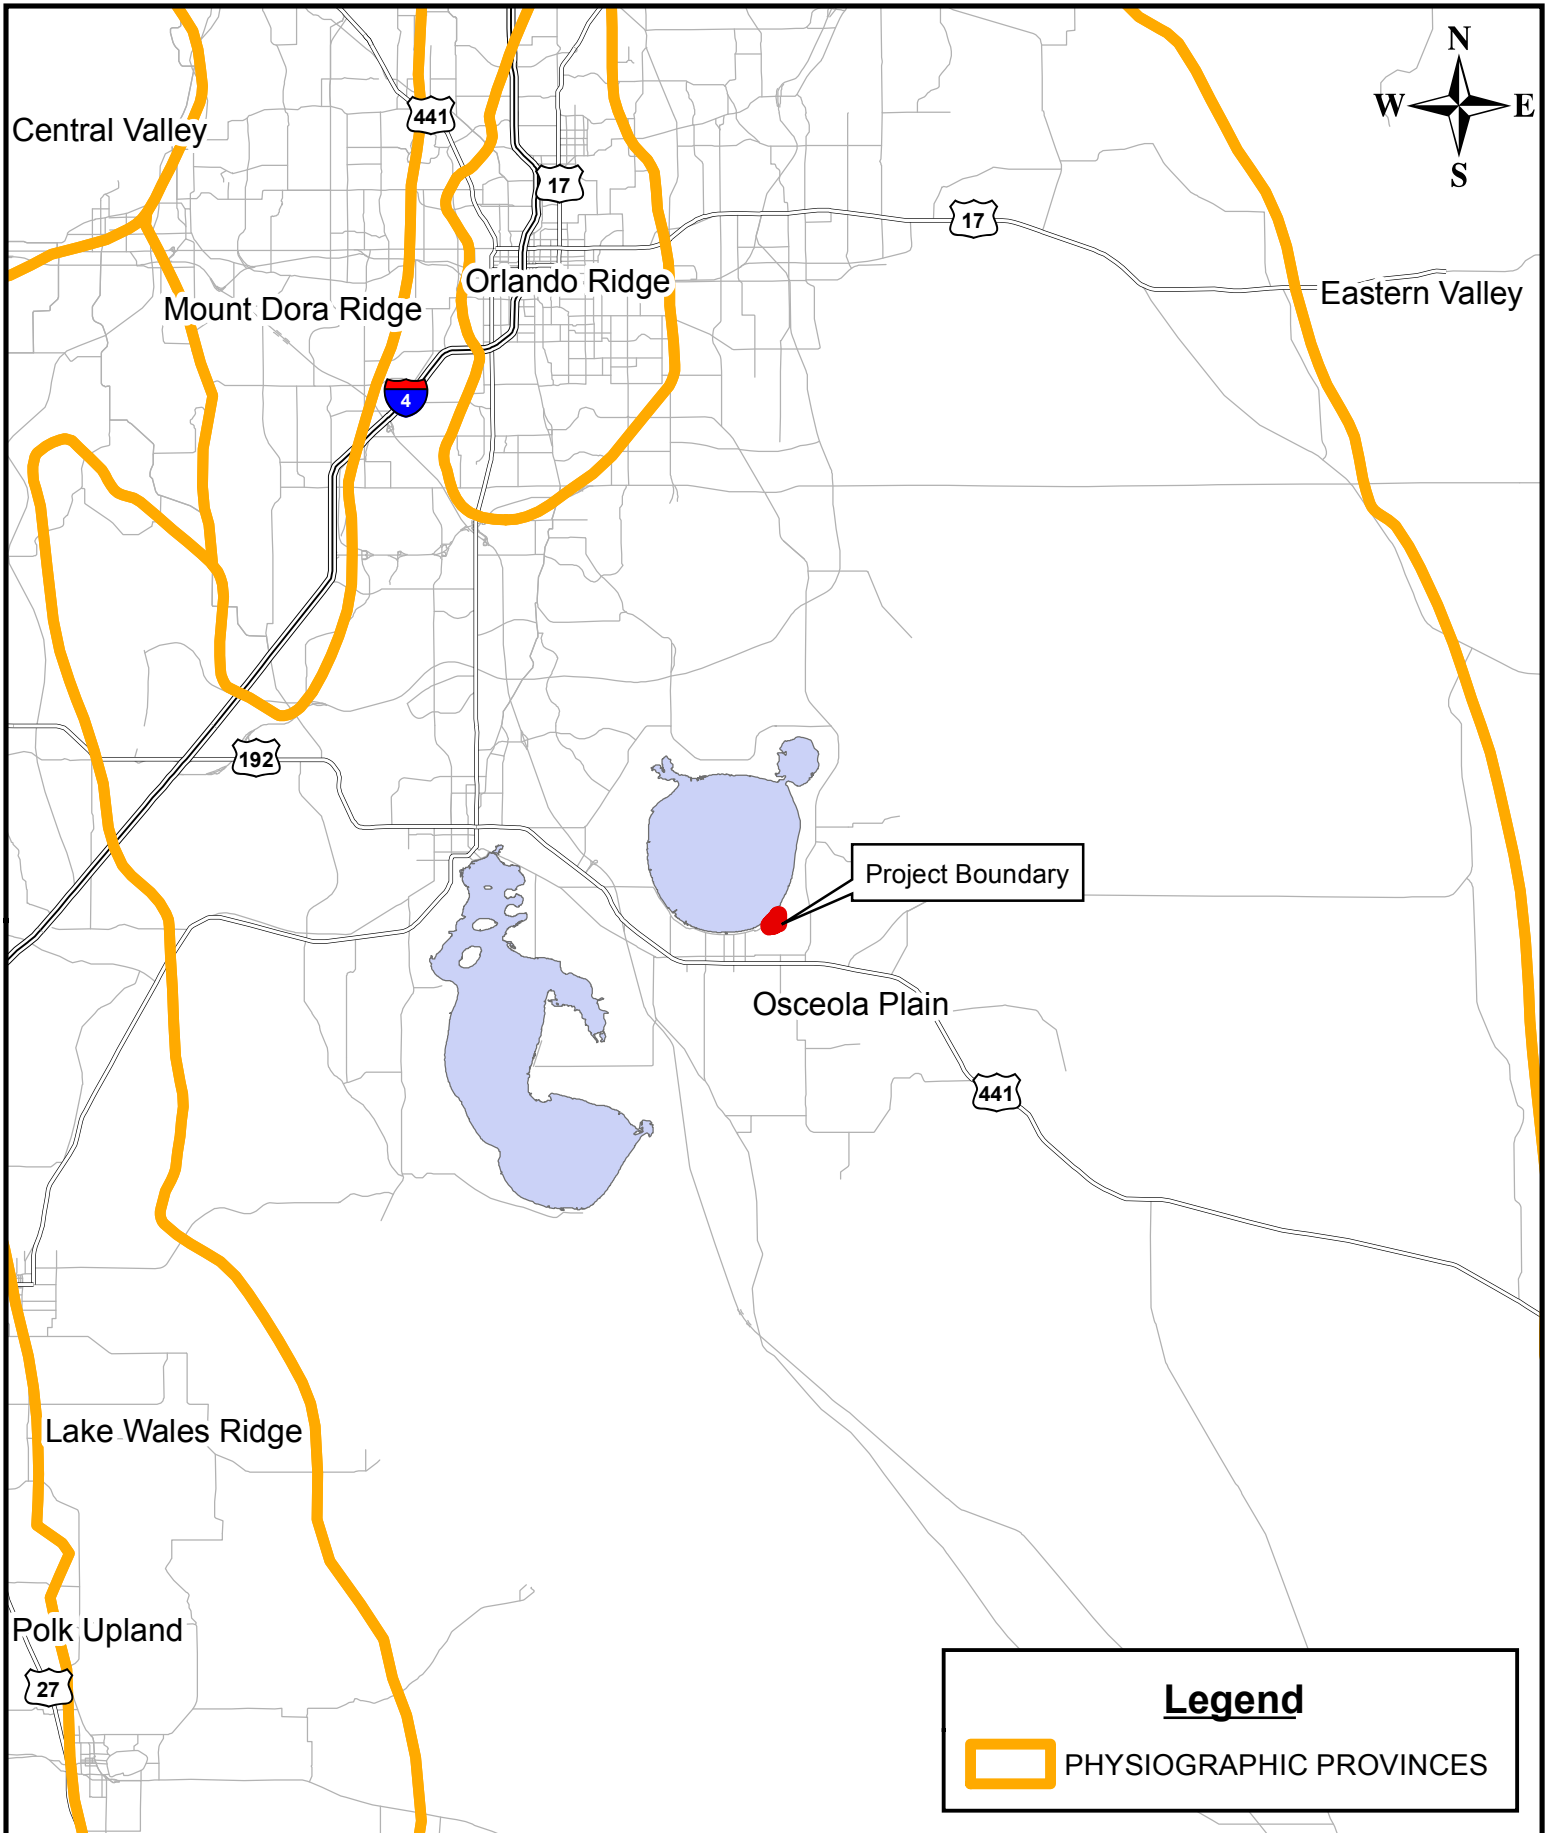 N
W E
S
441
Central Valley
17
17
Orlando Ridge
Eastern Valley
Mount Dora Ridge
4
192
Project Boundary
Osceola Plain
441
Lake Wales Ridge
Polk Upland
27
Legend
PHYSIOGRAPHIC PROVINCES